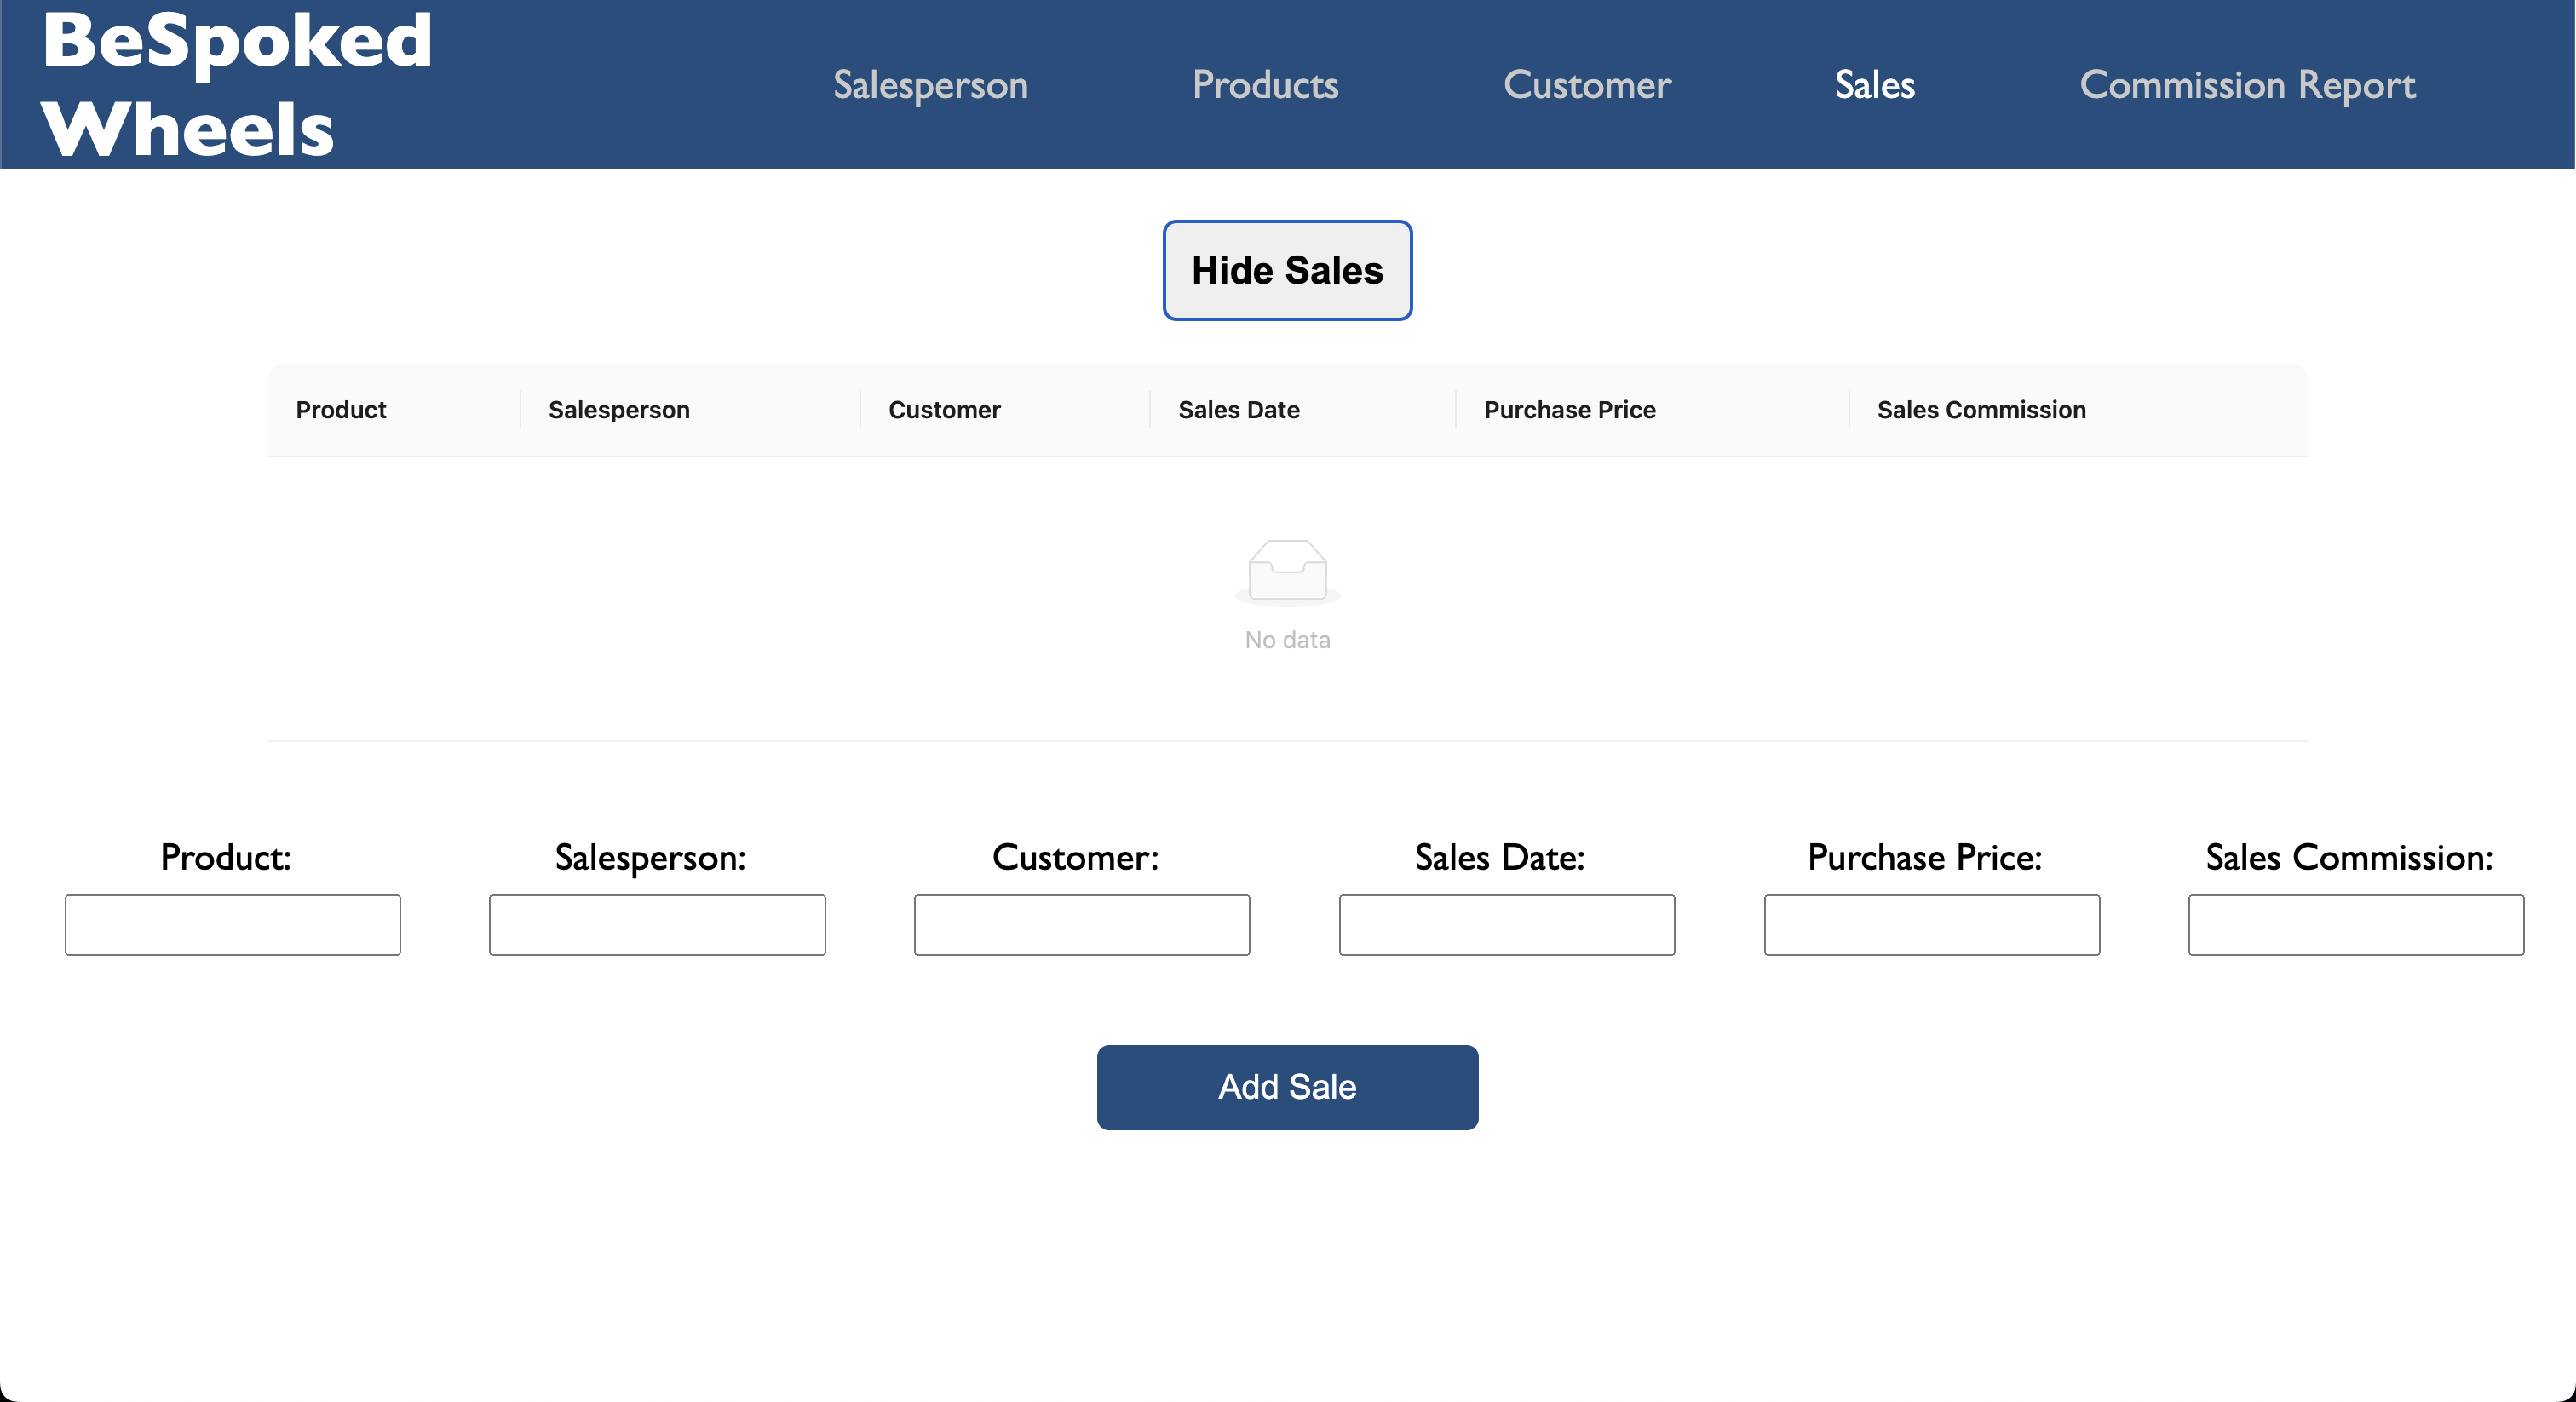 BeSpoked
Wheels
Salesperson Products Customer Sales Commission Report
Hide Sales
Product Salesperson Customer Sales Date Purchase Price Sales Commission
No data
Product: Salesperson: Customer: Sales Date: Purchase Price: Sales Commission:
Add Sale